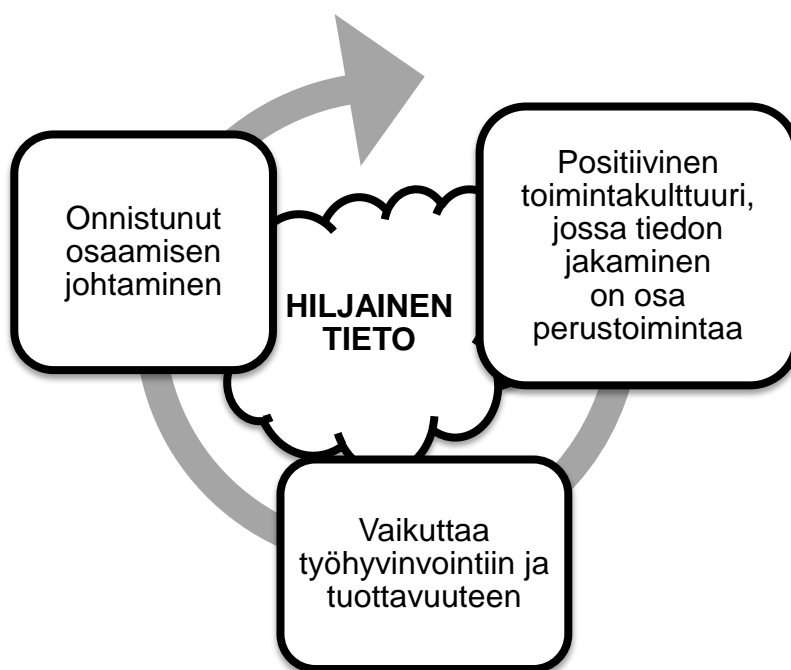 Onnistunut
osaamisen
johtaminen
HILJAINEN
TIETO
Positiivinen
toimintakulttuuri,
jossa tiedon
jakaminen
on osa
perustoimintaa
Vaikuttaa
työhyvinvointiin ja
tuottavuuteen